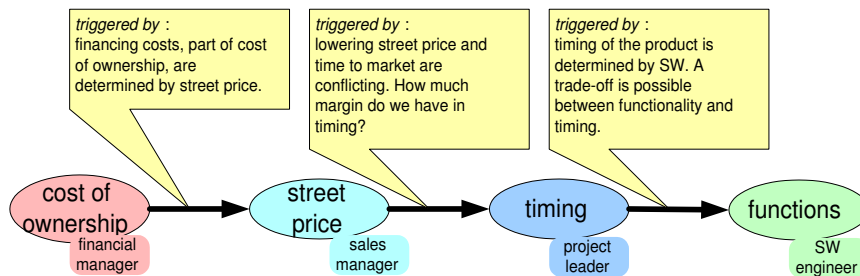 triggered by :
financing costs, part of cost
of ownership, are
determined by street price.
triggered by :
lowering street price and
time to market are
conflicting. How much
margin do we have in
timing?
triggered by :
timing of the product is
determined by SW. A
trade-off is possible
between functionality and
timing.
cost of
ownership
financial
manager
street
price
sales
manager
timing
project
leader
functions
SW
engineer